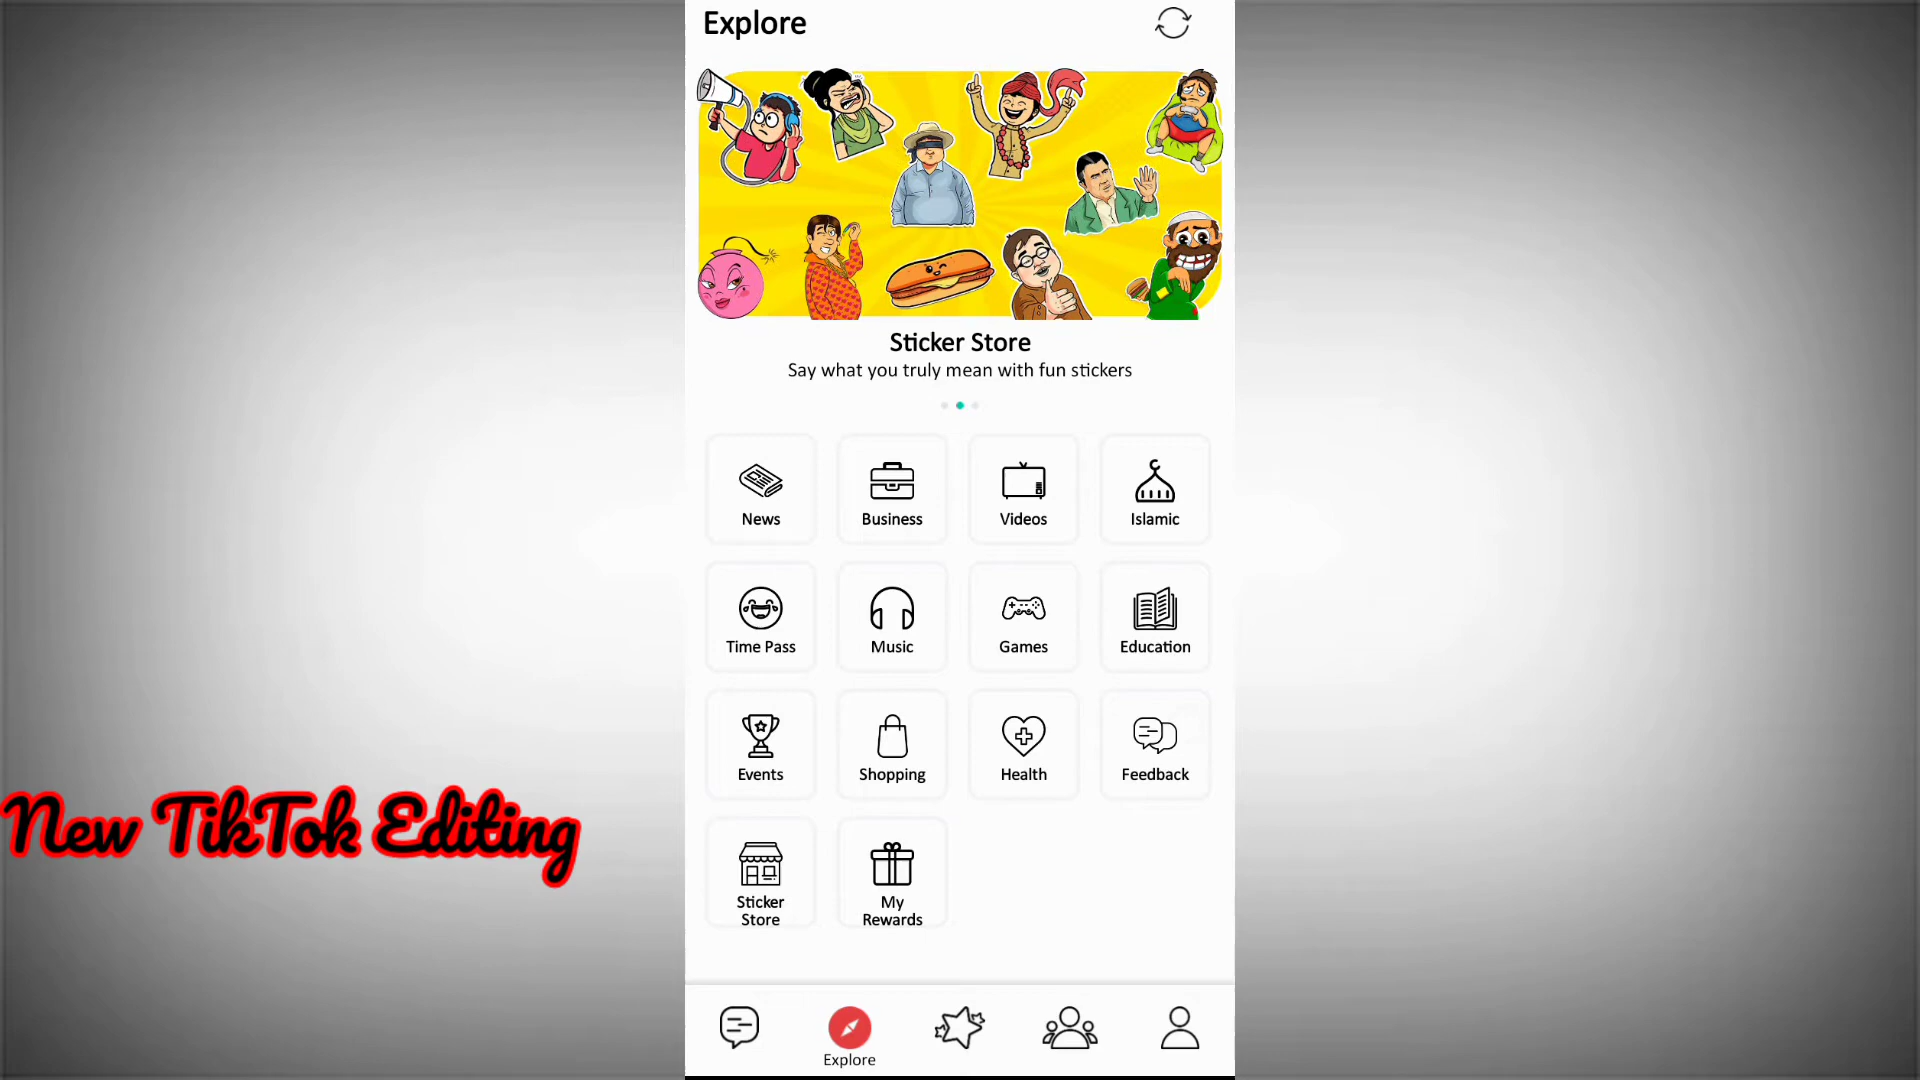 Explore
Sticker Store
Say what you truly mean with fun stickers
News
Business
Videos
Islamic
Time Pass
Music
Games
Education
Events
Shopping
Health
Feedback
Sticker
Store
My
Rewards
New TikTok Editing
Explore